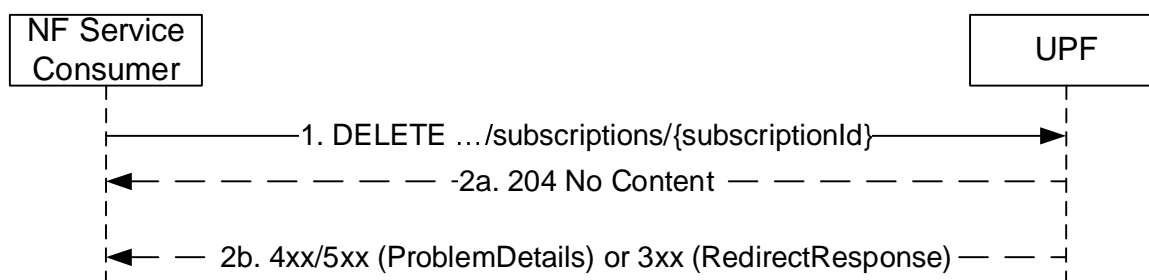 NF Service
Consumer
UPF
1. DELETE …/subscriptions/{subscriptionId}
2a. 204 No Content
2b. 4xx/5xx (ProblemDetails) or 3xx (RedirectResponse)